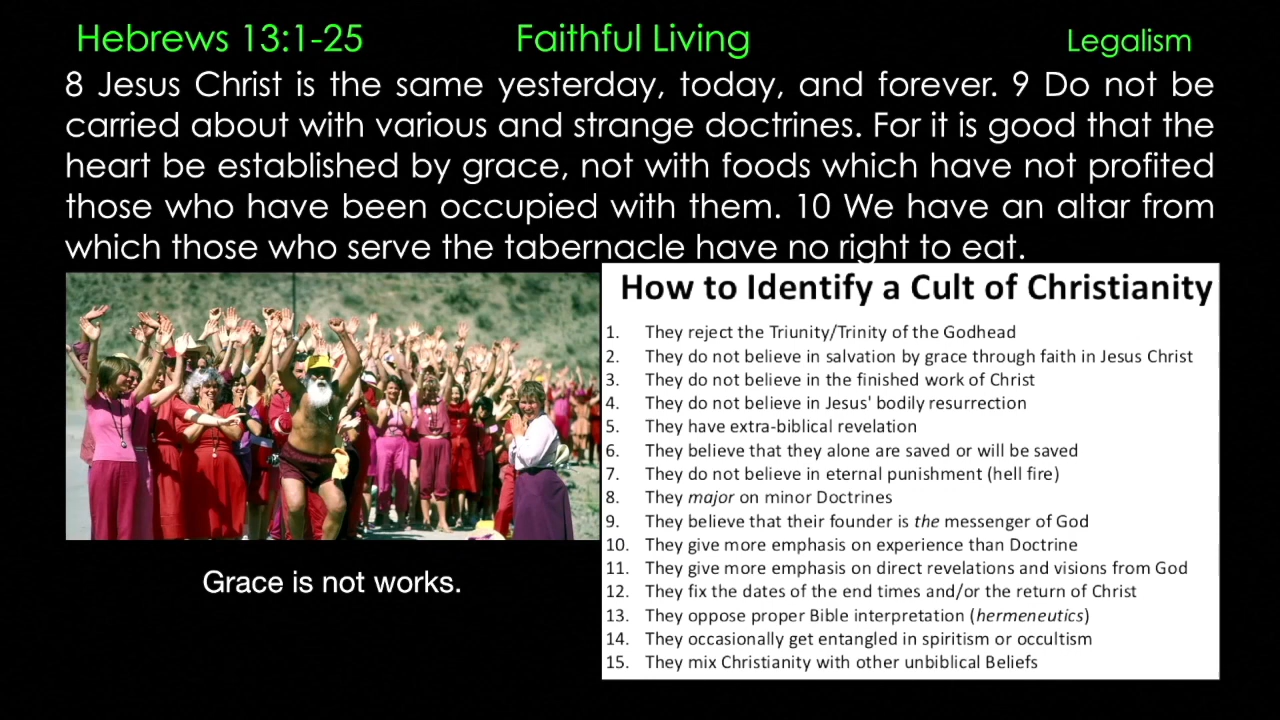 Hebrews 13:1-25 Faithful Living Legalism
8 Jesus Christ is the same yesterday, today, and forever. 9 Do not be
carried about with various and strange doctrines. For it is good that the
heart be established by grace, not with foods which have not profited
those who have been occupied with them. 10 We have an altar from
which those who serve the tabernacle have no right to eat.
How to Identify a Cult of Christianity
1. They reject the Triunity/Trinity of the Godhead
2. They do not believe in salvation by grace through faith in Jesus Christ
3. They do not believe in the finished work of Christ
4. They do not believe in Jesus' bodily resurrection
5. They have extra-biblical revelation
6. They believe that they alone are saved or will be saved
7. They do not believe in eternal punishment (hell fire)
8. They major on minor Doctrines
9. They believe that their founder is the messenger of God
10. They give more emphasis on experience than Doctrine
11. They give more emphasis on direct revelations and visions from God
12. They fix the dates of the end times and/or the return of Christ
13. They oppose proper Bible interpretation (hermeneutics)
14. They occasionally get entangled in spiritism or occultism
15. They mix Christianity with other unbiblical Beliefs
Grace is not works.